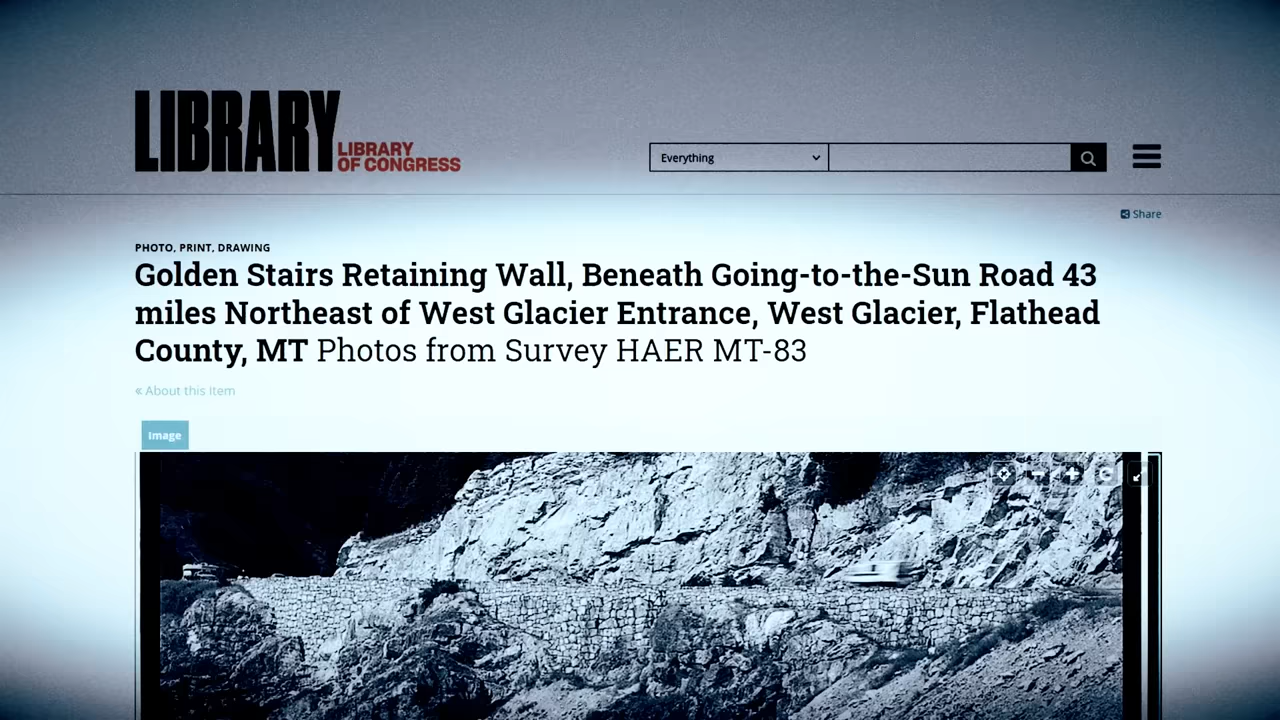 LIBRARY
LIBRARY
OF CONGRESS
Everything
Share
PHOTO, PRINT, DRAWING
Golden Stairs Retaining Wall, Beneath Going-to-the-Sun Road 43
miles Northeast of West Glacier Entrance, West Glacier, Flathead
County, MT Photos from Survey HAER MT-83
« About this Item
Image